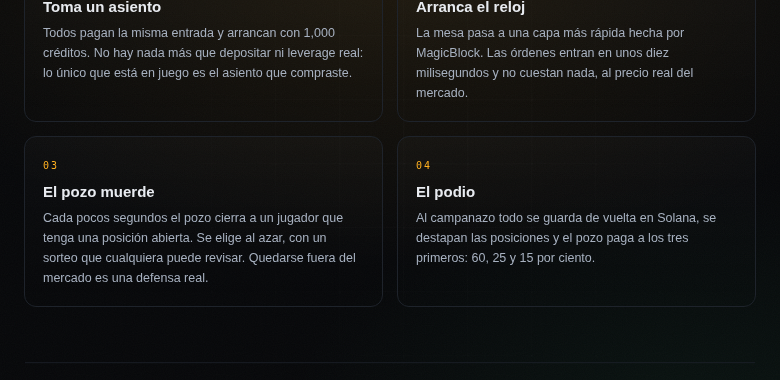 Toma un asiento
Todos pagan la misma entrada y arrancan con 1,000
créditos. No hay nada más que depositar ni leverage real:
lo único que está en juego es el asiento que compraste.
Arranca el reloj
La mesa pasa a una capa más rápida hecha por
MagicBlock. Las órdenes entran en unos diez
milisegundos y no cuestan nada, al precio real del
mercado.
03
El pozo muerde
Cada pocos segundos el pozo cierra a un jugador que
tenga una posición abierta. Se elige al azar, con un
sorteo que cualquiera puede revisar. Quedarse fuera del
mercado es una defensa real.
04
El podio
Al campanazo todo se guarda de vuelta en Solana, se
destapan las posiciones y el pozo paga a los tres
primeros: 60, 25 y 15 por ciento.